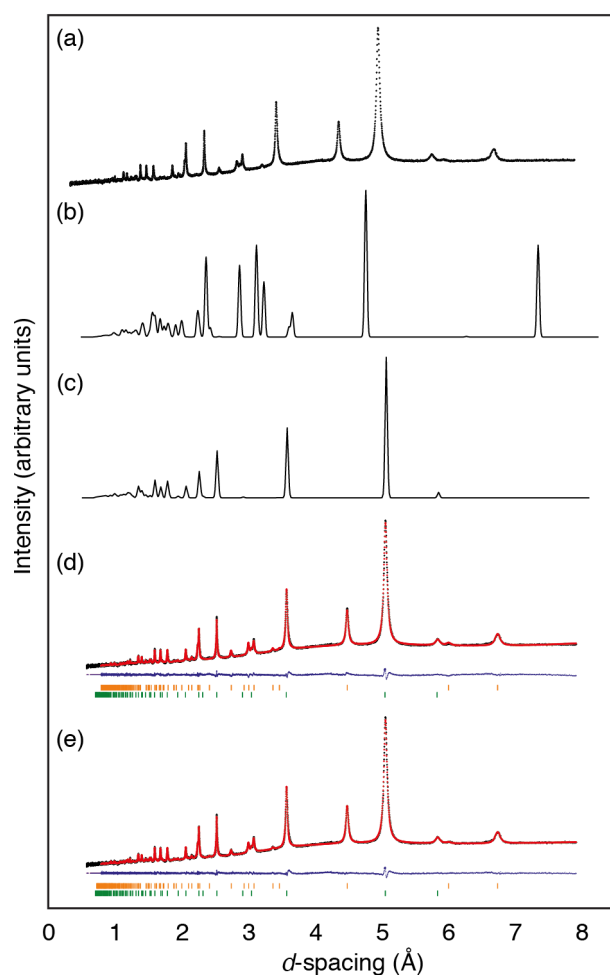 (a)
(b)
(c)
(d)
(e)
Intensity (arbitrary units)
0 1 2 3 4 5 6 7 8
d-spacing (Å)